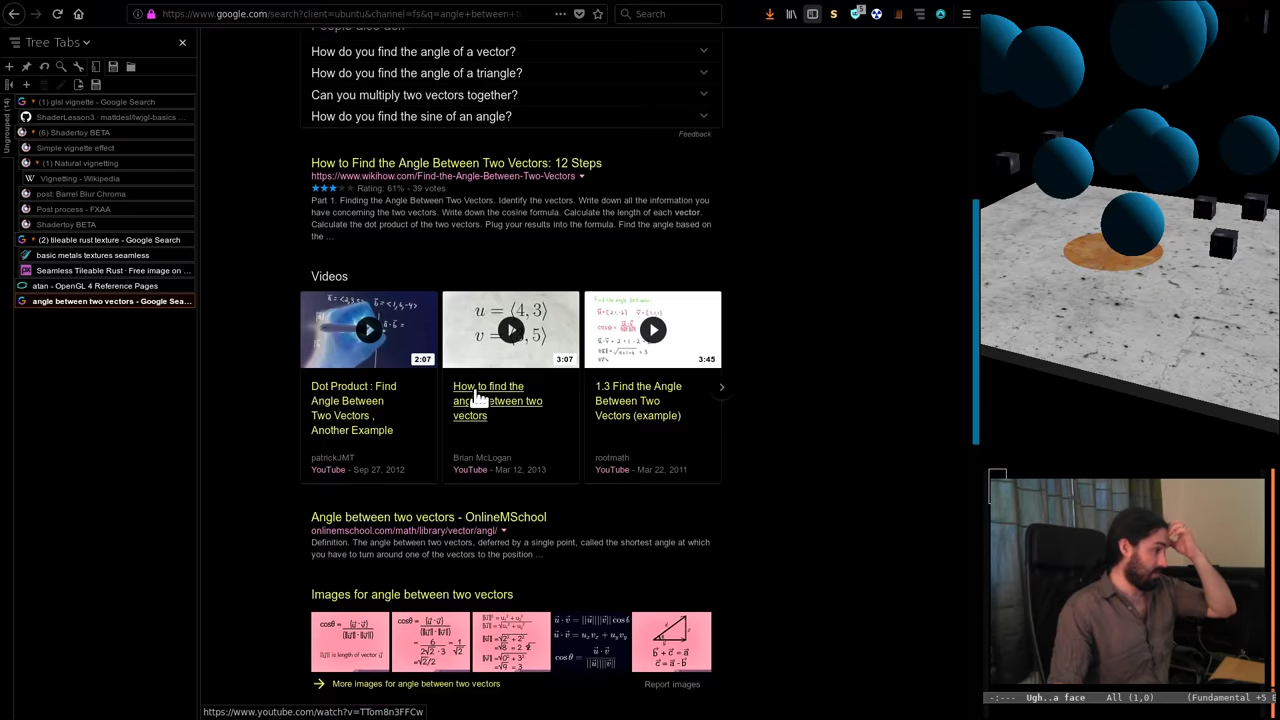 https://www.google.com/search?client=ubuntu&channel=fs&q=angle+between+t
Search
5
Tree Tabs
Ungrouped (14)
(1) glsl vignette - Google Search
ShaderLesson3 · mattdesl/lwjgl-basics ...
(6) Shadertoy BETA
Simple vignette effect
(1) Natural vignetting
Vignetting - Wikipedia
post: Barrel Blur Chroma
Post process - FXAA
Shadertoy BETA
(2) tileable rust texture - Google Search
basic metals textures seamless
Seamless Tileable Rust · Free image on ...
atan - OpenGL 4 Reference Pages
angle between two vectors - Google Sea...
People also ask
How do you find the angle of a vector?
How do you find the angle of a triangle?
Can you multiply two vectors together?
How do you find the sine of an angle?
Feedback
How to Find the Angle Between Two Vectors: 12 Steps
https://www.wikihow.com/Find-the-Angle-Between-Two-Vectors
Rating: 61% - 39 votes
Part 1. Finding the Angle Between Two Vectors. Identify the vectors. Write down all the information you
have concerning the two vectors. Write down the cosine formula. Calculate the length of each vector.
Calculate the dot product of the two vectors. Plug your results into the formula. Find the angle based on
the ...
Videos
2:07
u = ⟨4, 3⟩
3:07
Find the angle between
3:45
Dot Product : Find
Angle Between
Two Vectors ,
Another Example
patrickJMT
YouTube - Sep 27, 2012
How to find the
angle between two
vectors
Brian McLogan
YouTube - Mar 12, 2013
1.3 Find the Angle
Between Two
Vectors (example)
rootmath
YouTube - Mar 22, 2011
Angle between two vectors - OnlineMSchool
onlinemschool.com/math/library/vector/angl/
Definition. The angle between two vectors, deferred by a single point, called the shortest angle at which
you have to turn around one of the vectors to the position ...
Images for angle between two vectors
More images for angle between two vectors
Report images
https://www.youtube.com/watch?v=TTom8n3FFCw
-:--- Ugh..a face All (1,0) (Fundamental +5